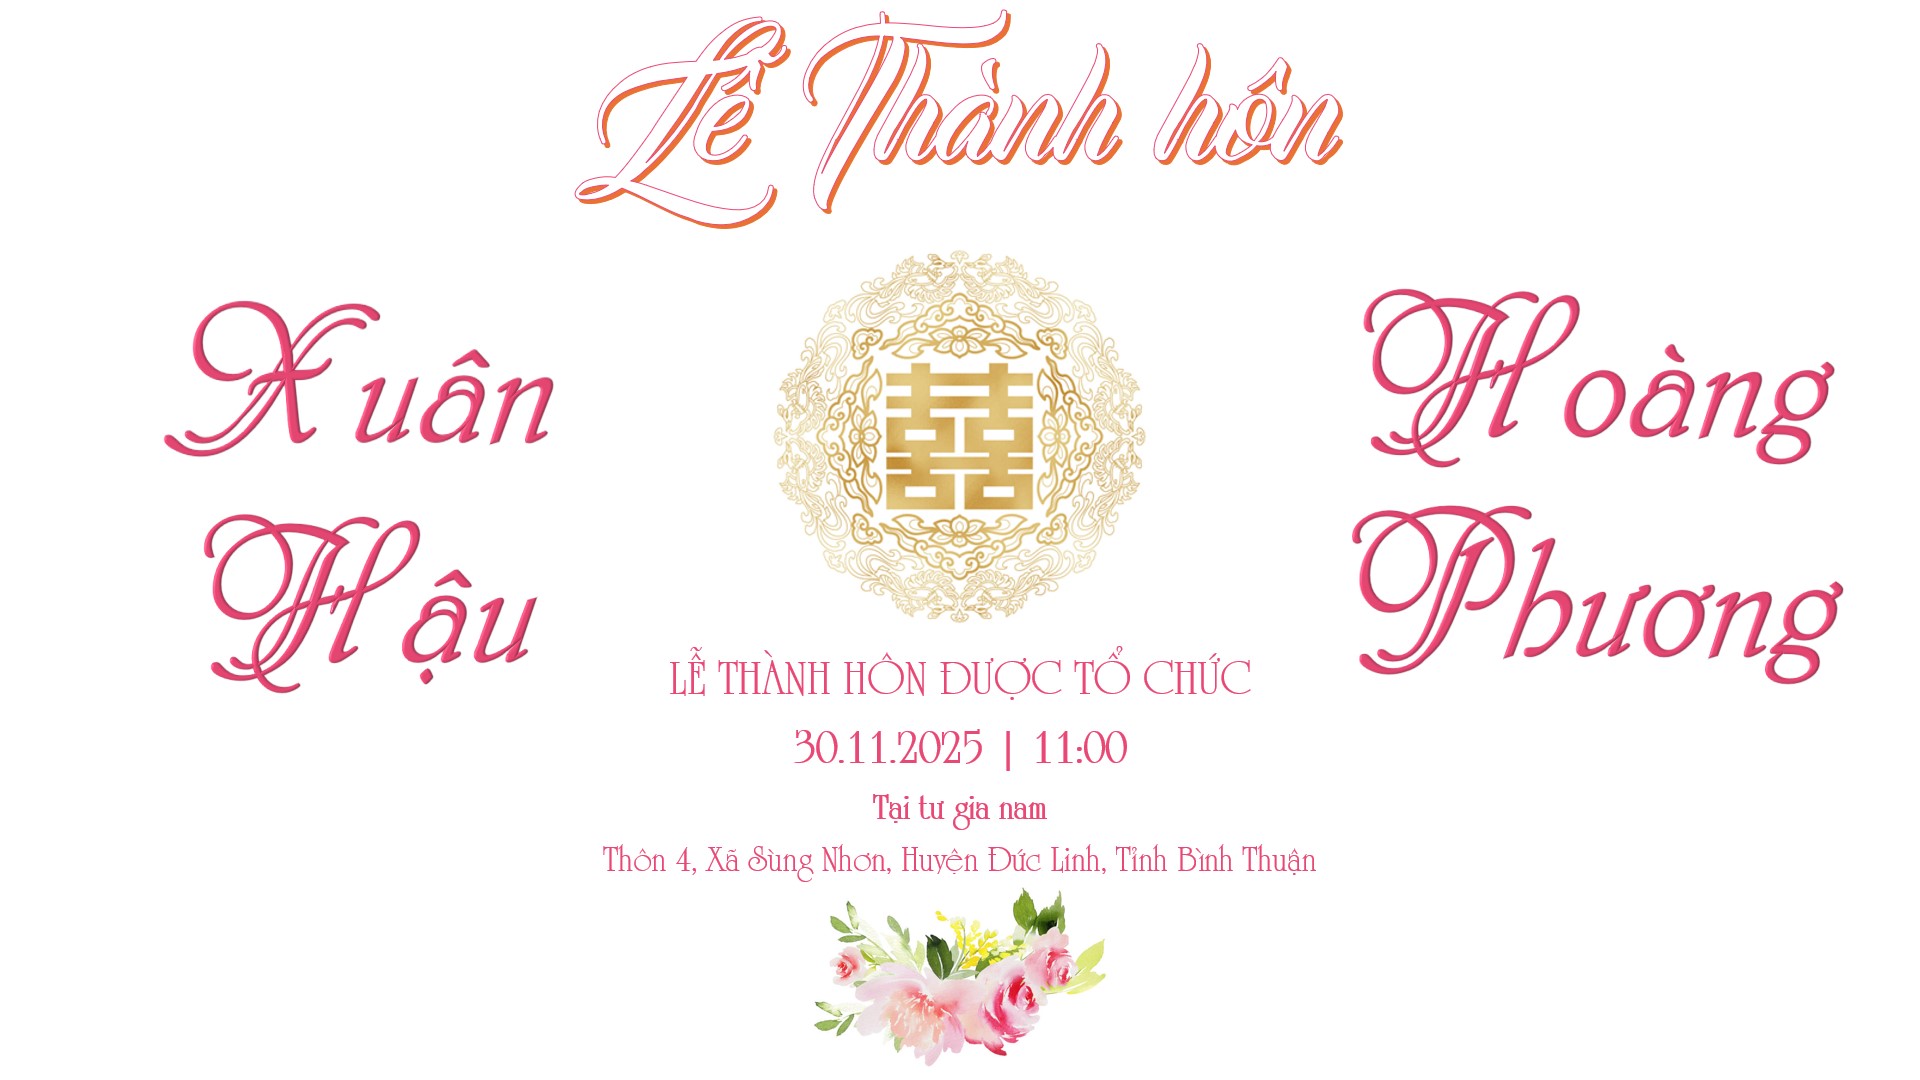 Lễ Thành hôn
Xuân
Hậu
囍
Hoàng
Phương
LỄ THÀNH HÔN ĐƯỢC TỔ CHỨC
30.11.2025 | 11:00
Tại tư gia nam
Thôn 4, Xã Sùng Nhơn, Huyện Đức Linh, Tỉnh Bình Thuận